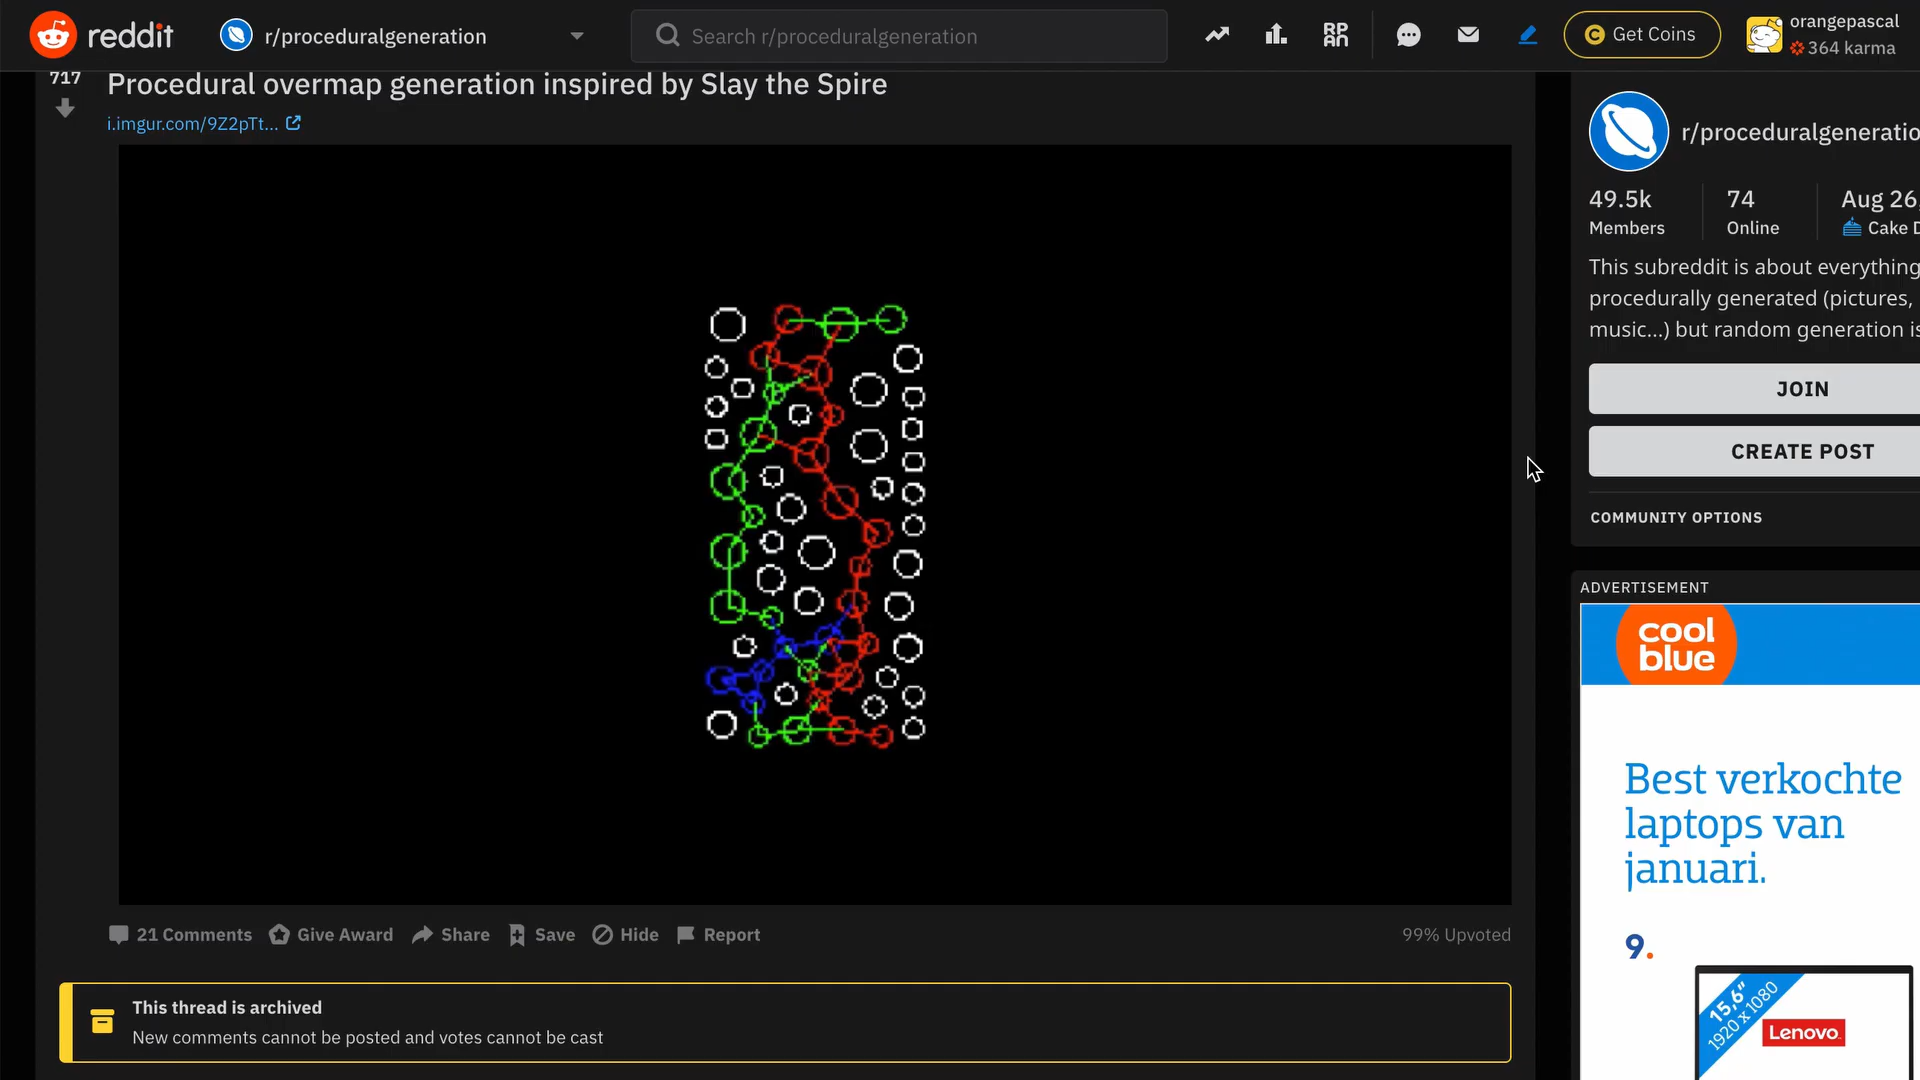 reddit
r/proceduralgeneration
Search r/proceduralgeneration
RPAN
Get Coins
orangepascal
364 karma
717
Procedural overmap generation inspired by Slay the Spire
i.imgur.com/9Z2pTt...
21 Comments
Give Award
Share
Save
Hide
Report
99% Upvoted
This thread is archived
New comments cannot be posted and votes cannot be cast
r/proceduralgeneratio
49.5k
Members
74
Online
Aug 26,
Cake D
This subreddit is about everything
procedurally generated (pictures,
music...) but random generation is
JOIN
CREATE POST
COMMUNITY OPTIONS
ADVERTISEMENT
cool
blue
Best verkochte
laptops van
januari.
9.
15,6"
1920 x 1080
Lenovo